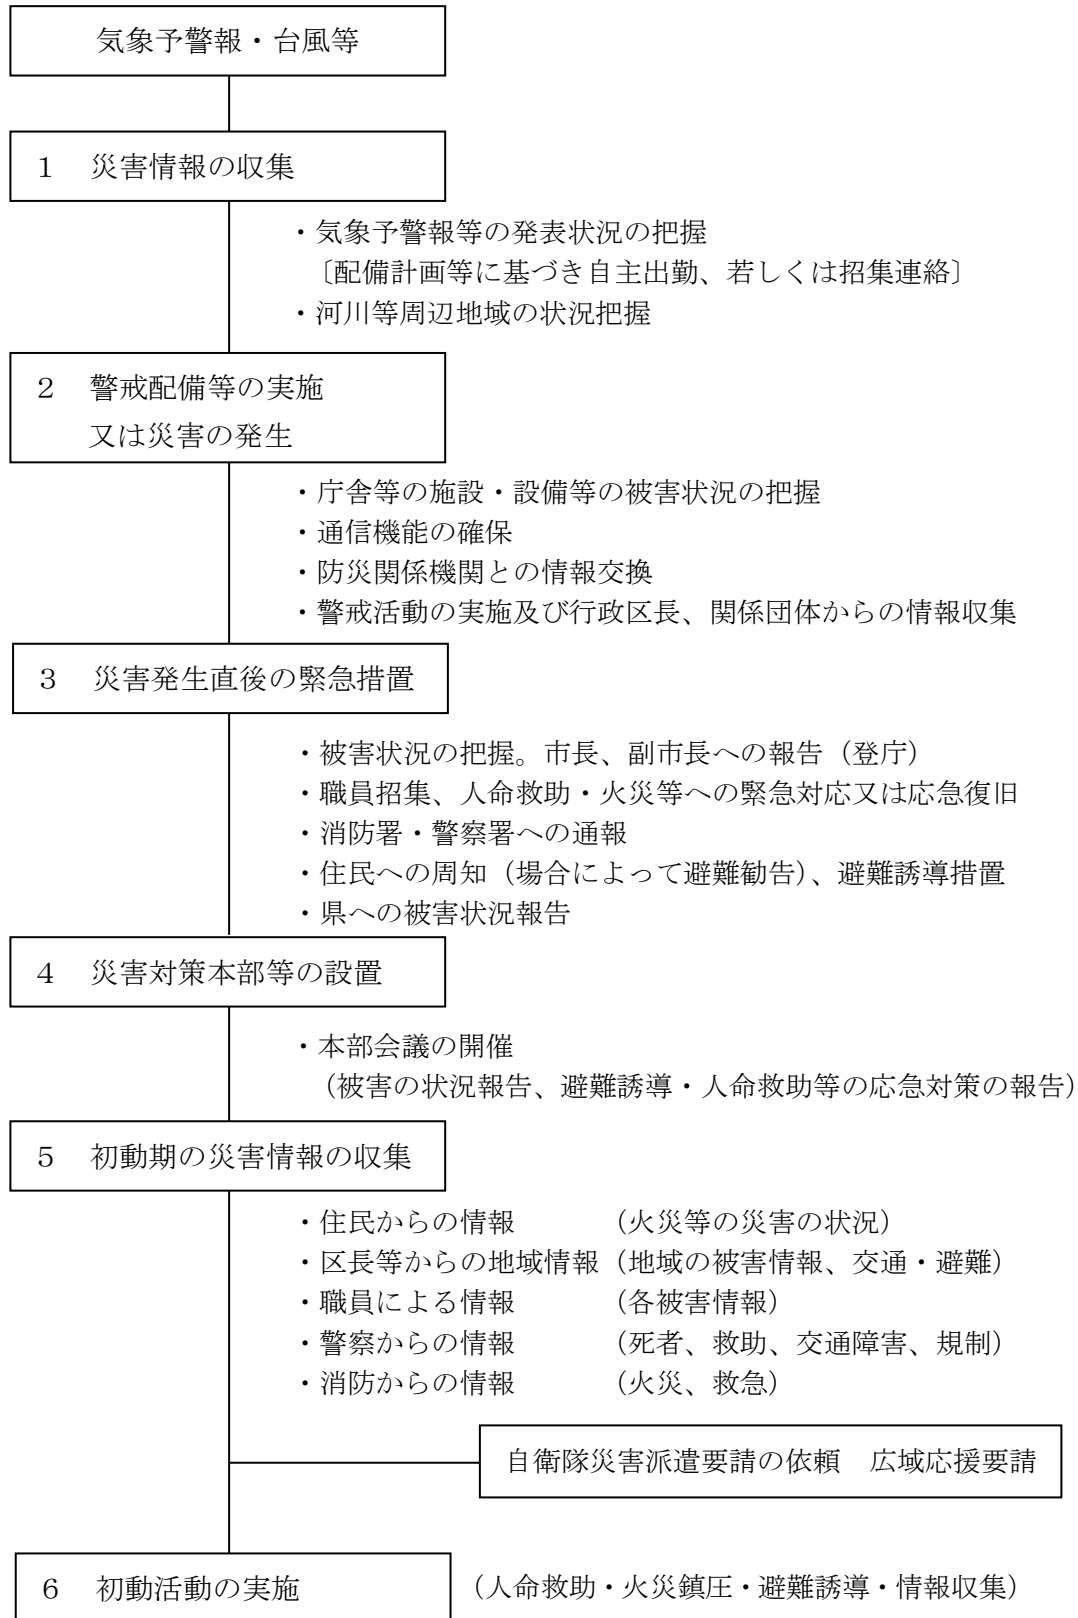 気象予警報・台風等
１　災害情報の収集
・気象予警報等の発表状況の把握
〔配備計画等に基づき自主出勤、若しくは招集連絡〕
・河川等周辺地域の状況把握
２　警戒配備等の実施
又は災害の発生
・庁舎等の施設・設備等の被害状況の把握
・通信機能の確保
・防災関係機関との情報交換
・警戒活動の実施及び行政区長、関係団体からの情報収集
３　災害発生直後の緊急措置
・被害状況の把握。市長、副市長への報告（登庁）
・職員招集、人命救助・火災等への緊急対応又は応急復旧
・消防署・警察署への通報
・住民への周知（場合によって避難勧告）、避難誘導措置
・県への被害状況報告
４　災害対策本部等の設置
・本部会議の開催
（被害の状況報告、避難誘導・人命救助等の応急対策の報告）
５　初動期の災害情報の収集
・住民からの情報　　　（火災等の災害の状況）
・区長等からの地域情報（地域の被害情報、交通・避難）
・職員による情報　　　（各被害情報）
・警察からの情報　　　（死者、救助、交通障害、規制）
・消防からの情報　　　（火災、救急）
自衛隊災害派遣要請の依頼　広域応援要請
６　初動活動の実施　（人命救助・火災鎮圧・避難誘導・情報収集）